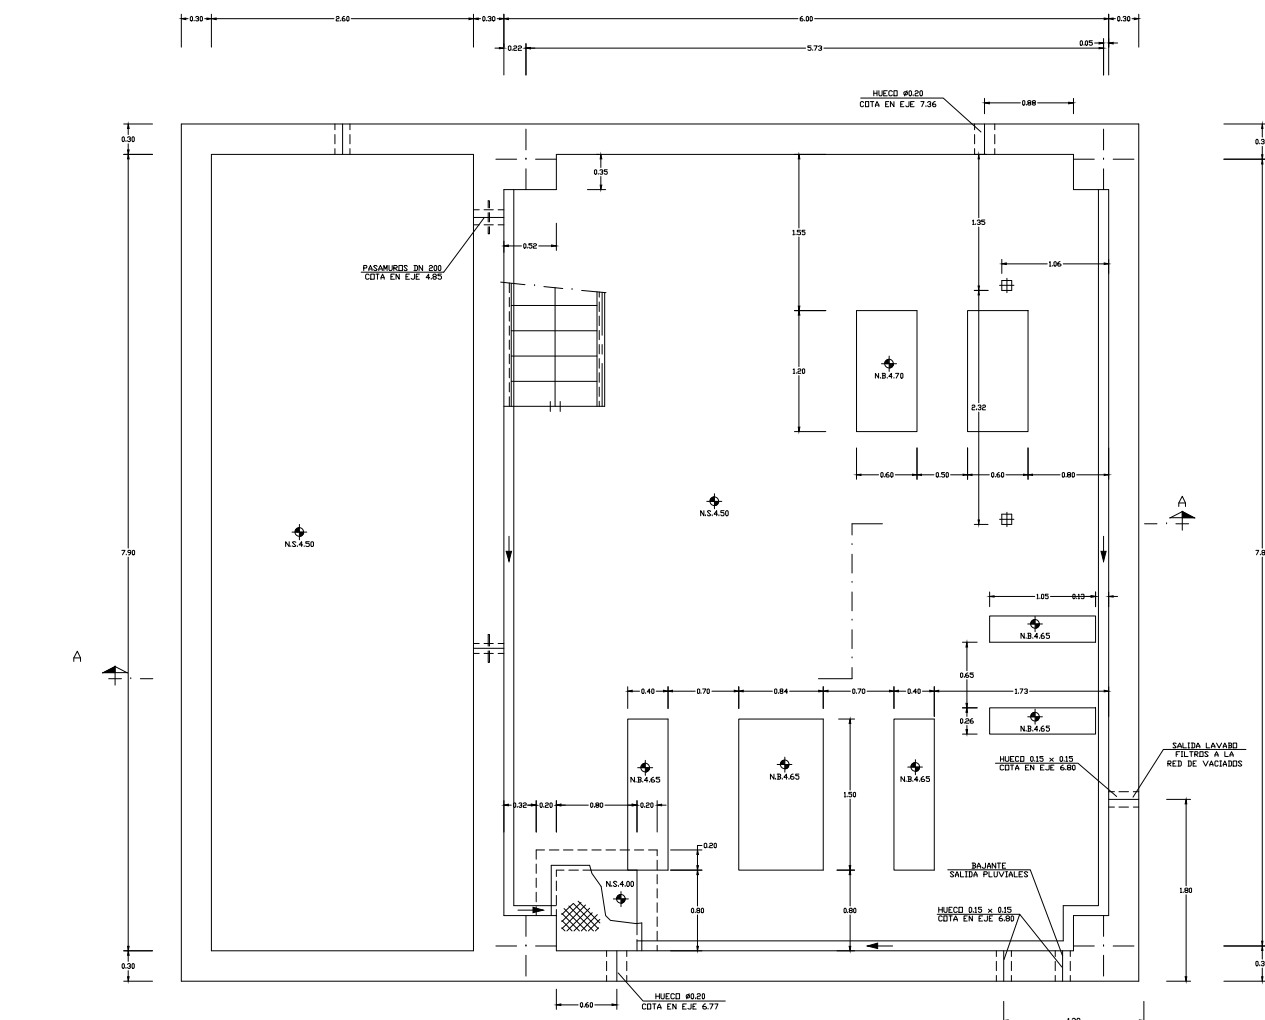 0.30
2.60
0.30
6.00
0.30
0.22
5.73
0.05
HUECO ø0.20
COTA EN EJE 7.36
0.88
0.30
0.30
0.35
1.55
1.35
0.52
1.06
PASAMUROS DN 200
COTA EN EJE 4.85
1.20
N.B.4.70
2.32
0.60
0.50
0.60
0.80
N.S.4.50
N.S.4.50
A
7.90
1.05
0.13
N.B.4.65
A
0.65
0.40
0.70
0.84
0.70
0.40
1.73
0.26
N.B.4.65
SALIDA LAVABO
FILTROS A LA
RED DE VACIADOS
HUECO 0.15 x 0.15
COTA EN EJE 6.80
N.B.4.65
N.B.4.65
N.B.4.65
1.50
0.32
0.20
0.80
0.20
0.20
1.80
BAJANTE
SALIDA PLUVIALES
N.S.4.00
0.80
0.80
HUECO 0.15 x 0.15
COTA EN EJE 6.80
0.30
HUECO ø0.20
COTA EN EJE 6.77
0.60